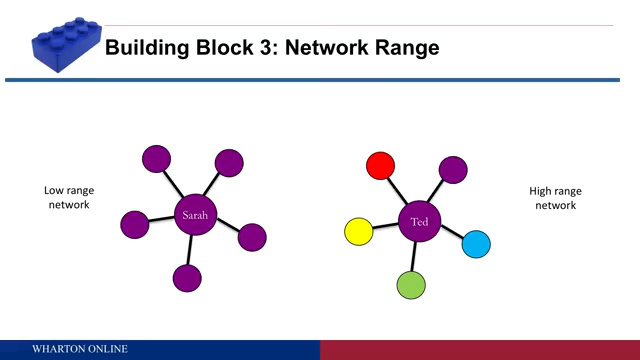 Building Block 3: Network Range
Low range
network
Sarah
Ted
High range
network
WHARTON ONLINE